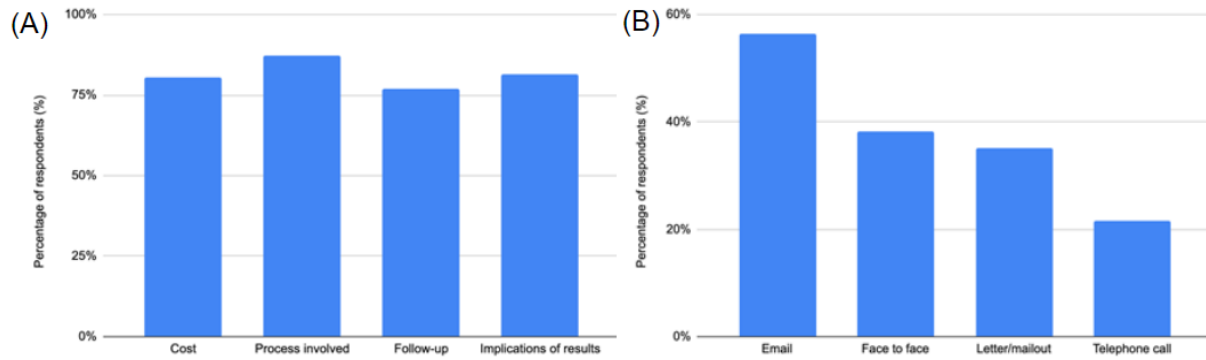 (A)
Percentage of respondents (%)
100%
75%
50%
25%
0%
Cost
Process involved
Follow-up
Implications of results
(B)
Percentage of respondents (%)
60%
40%
20%
0%
Email
Face to face
Letter/mailout
Telephone call